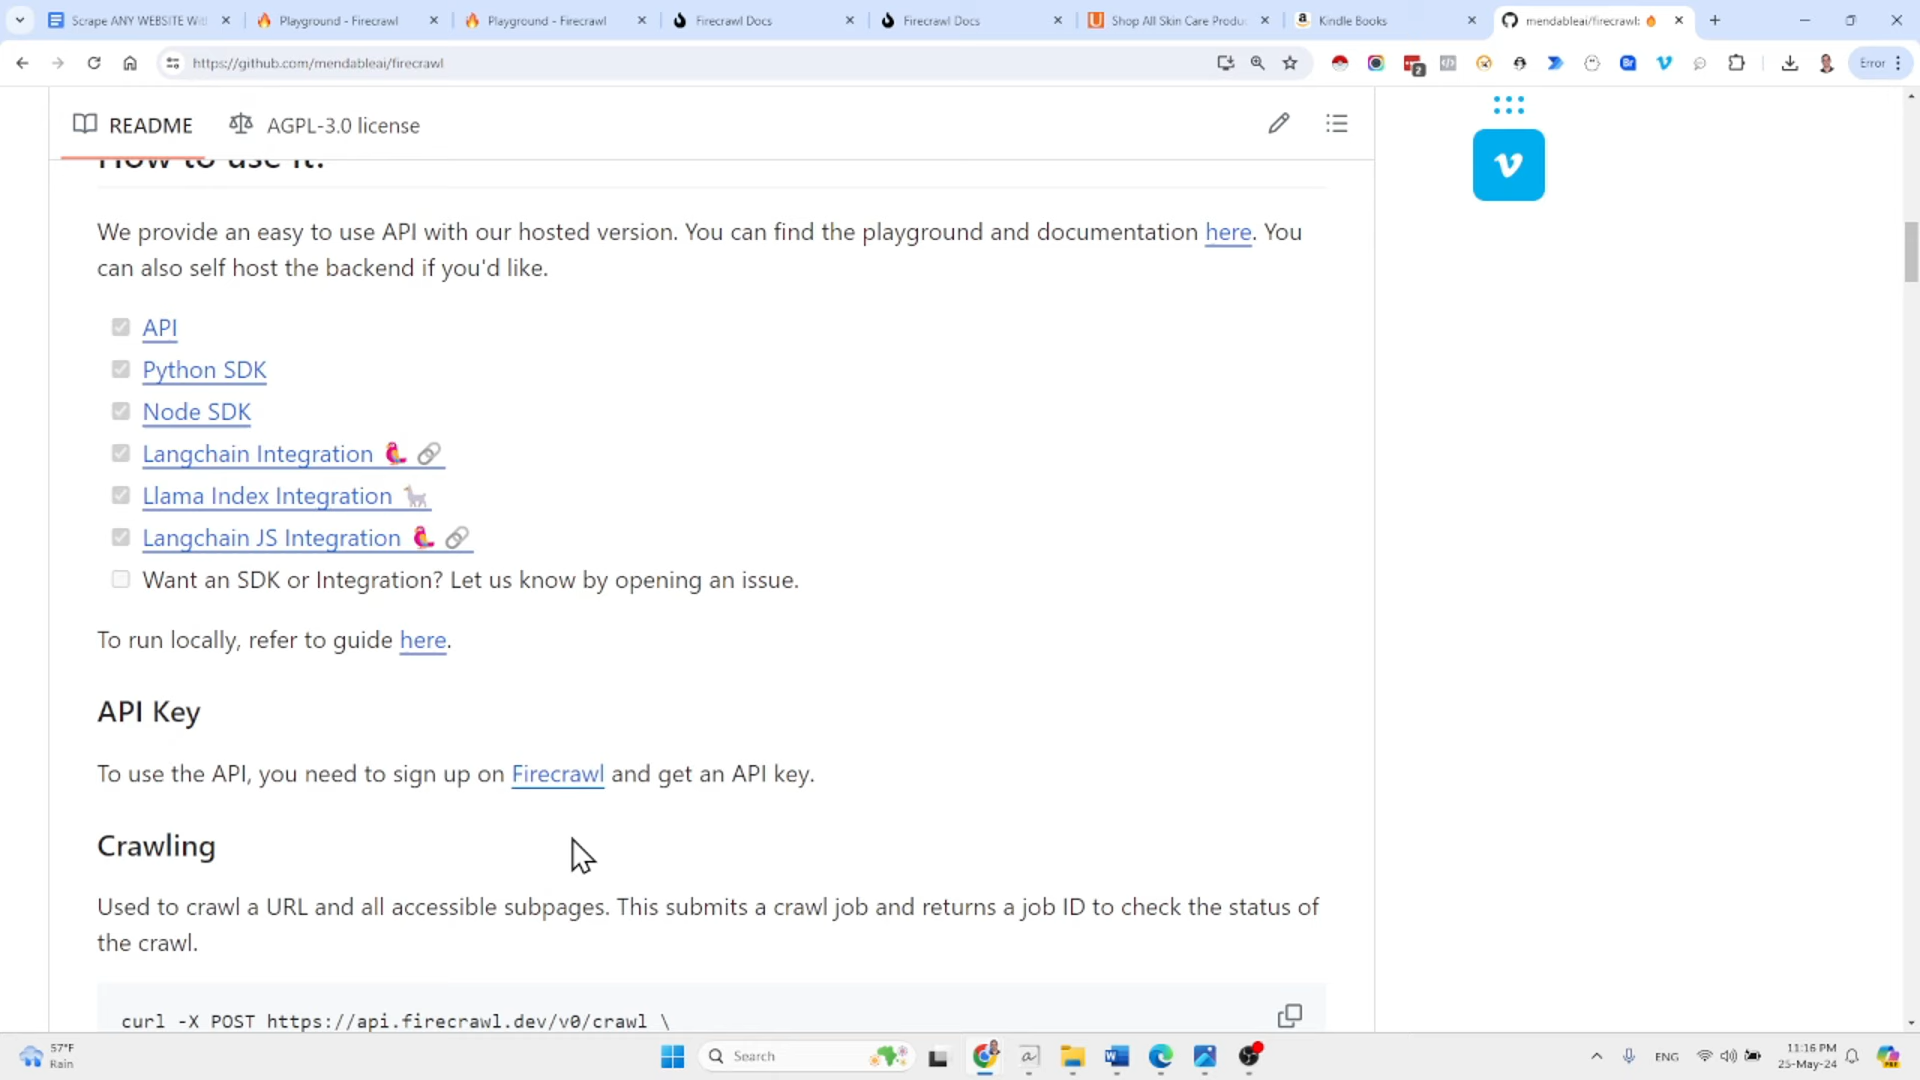 Scrape ANY WEBSITE Wit
Playground - Firecrawl
Playground - Firecrawl
Firecrawl Docs
Firecrawl Docs
Shop All Skin Care Produ
Kindle Books
mendableai/firecrawl:
https://github.com/mendableai/firecrawl
2
Error
README
AGPL-3.0 license
How to use it?
We provide an easy to use API with our hosted version. You can find the playground and documentation here. You
can also self host the backend if you'd like.
API
Python SDK
Node SDK
Langchain Integration 🦜 🔗
Llama Index Integration 🦙
Langchain JS Integration 🦜 🔗
Want an SDK or Integration? Let us know by opening an issue.
To run locally, refer to guide here.
API Key
To use the API, you need to sign up on Firecrawl and get an API key.
Crawling
Used to crawl a URL and all accessible subpages. This submits a crawl job and returns a job ID to check the status of
the crawl.
curl -X POST https://api.firecrawl.dev/v0/crawl \
57°F
Rain
Search
ENG
11:16 PM
25-May-24